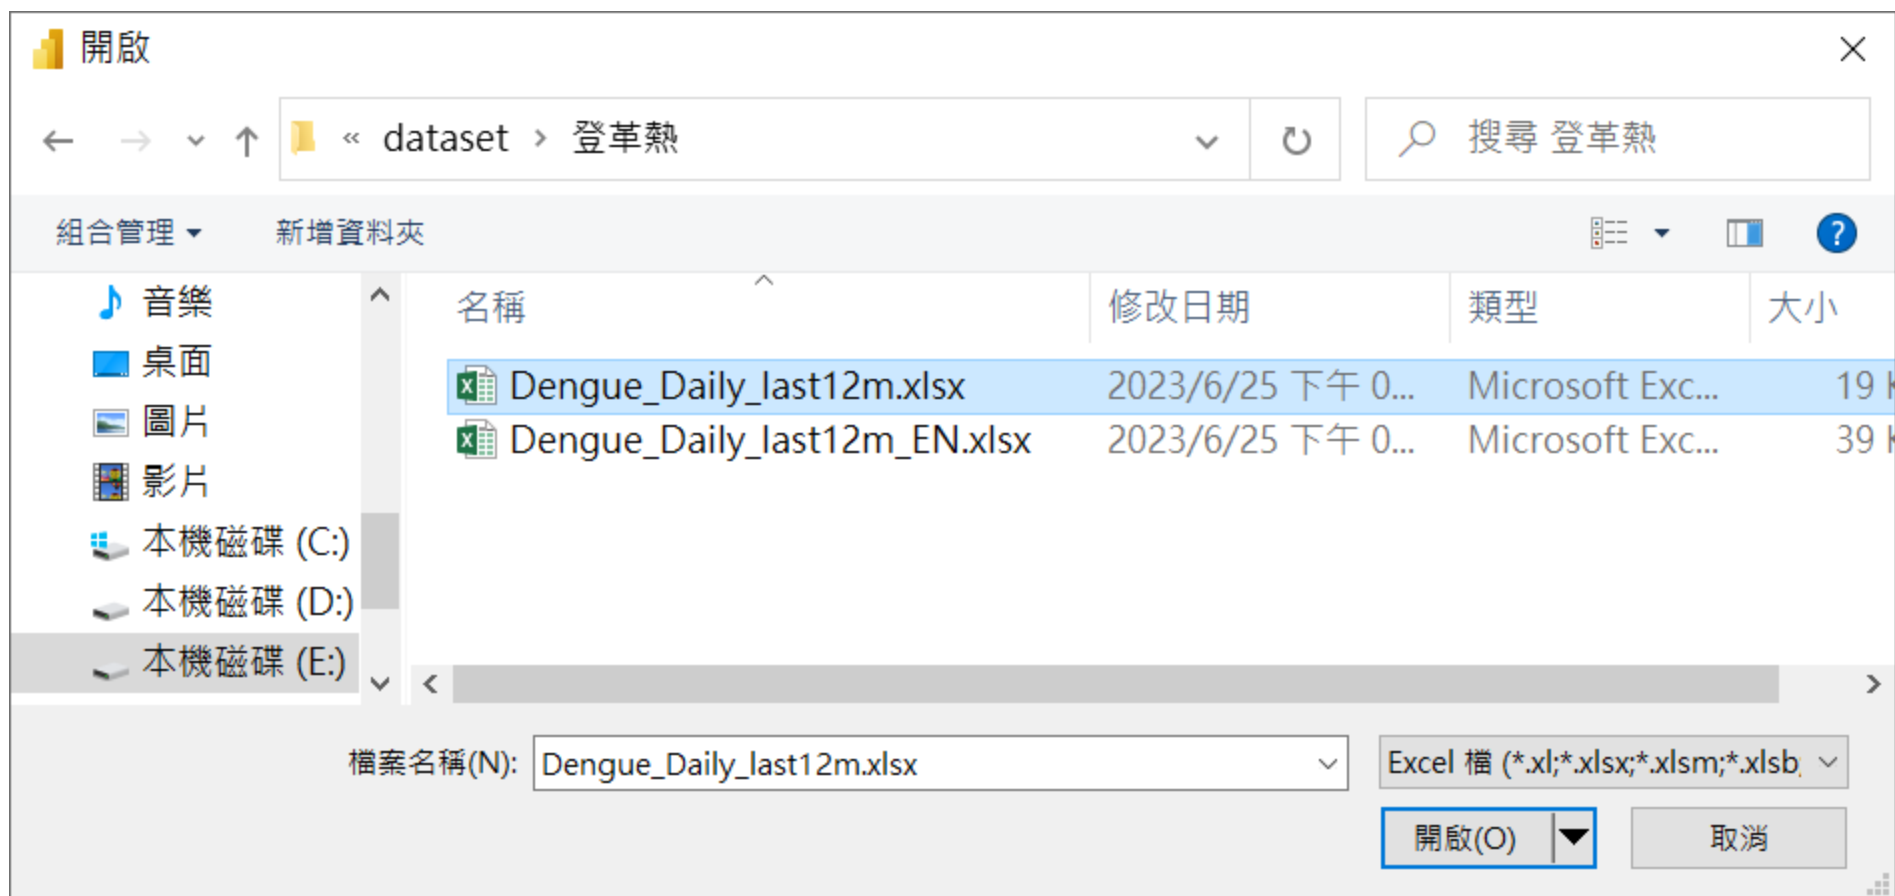 開啟
« dataset › 登革熱
搜尋 登革熱
組合管理
新增資料夾
音樂
桌面
圖片
影片
本機磁碟 (C:)
本機磁碟 (D:)
本機磁碟 (E:)
名稱 修改日期 類型 大小
Dengue_Daily_last12m.xlsx 2023/6/25 下午 0... Microsoft Exc... 19 K
Dengue_Daily_last12m_EN.xlsx 2023/6/25 下午 0... Microsoft Exc... 39 K
檔案名稱(N): Dengue_Daily_last12m.xlsx
Excel 檔 (*.xl;*.xlsx;*.xlsm;*.xlsb;
開啟(O)
取消